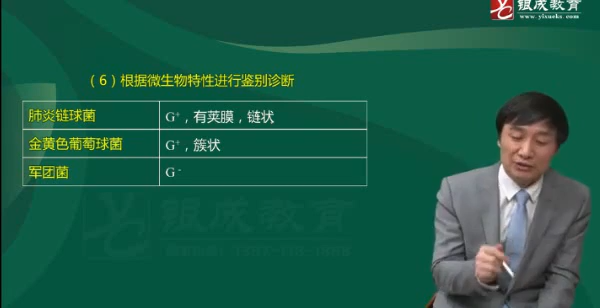 银成教育
www.yixueks.com
（6）根据微生物特性进行鉴别诊断
肺炎链球菌 G⁺，有荚膜，链状
金黄色葡萄球菌 G⁺，簇状
军团菌 G⁻
银成教育